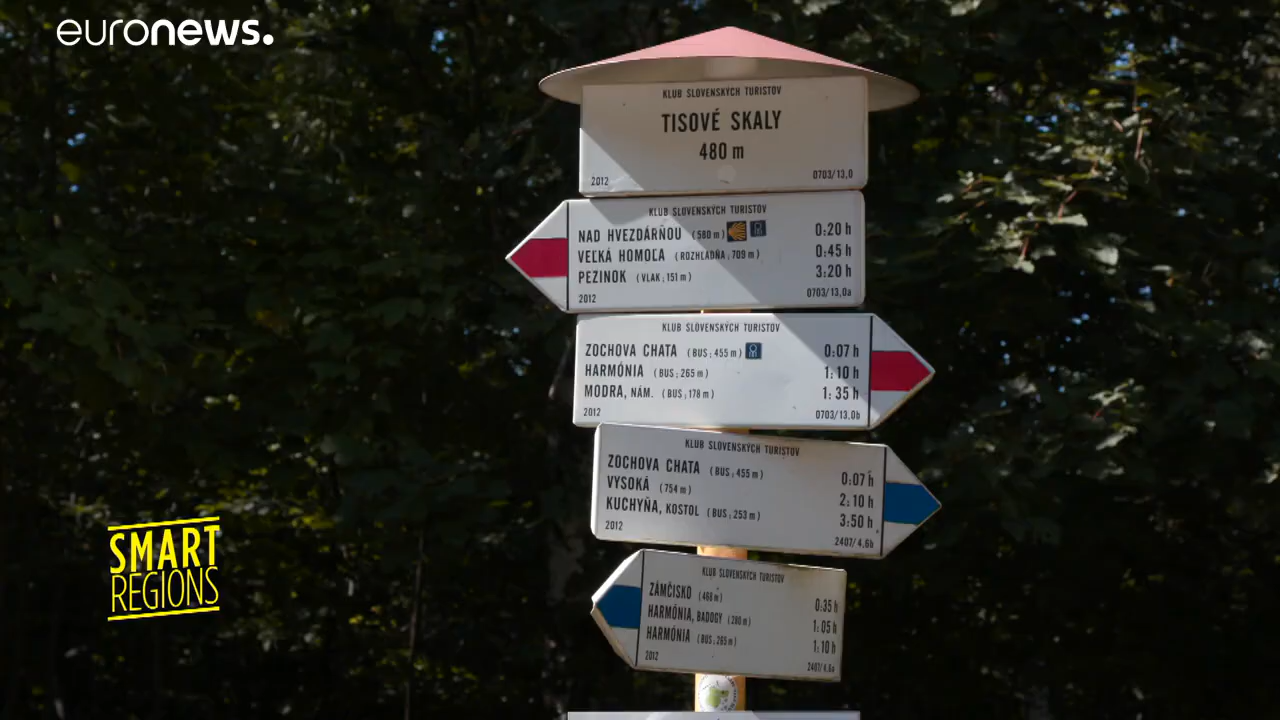 euronews.
KLUB SLOVENSKÝCH TURISTOV
TISOVÉ SKALY
480 m
2012 0703/13,0
KLUB SLOVENSKÝCH TURISTOV
NAD HVEZDÁRŇOU (580 m) 0:20 h
VEĽKÁ HOMOĽA (ROZHĽADŇA; 709 m) 0:45 h
PEZINOK (VLAK; 151 m) 3:20 h
2012 0703/13,0a
KLUB SLOVENSKÝCH TURISTOV
ZOCHOVA CHATA (BUS; 455 m) 0:07 h
HARMÓNIA (BUS; 265 m) 1:10 h
MODRA, NÁM. (BUS; 178 m) 1:35 h
2012 0703/13,0b
KLUB SLOVENSKÝCH TURISTOV
ZOCHOVA CHATA (BUS; 455 m) 0:07 h
VYSOKÁ (754 m) 2:10 h
KUCHYŇA, KOSTOL (BUS; 253 m) 3:50 h
2012 2407/4,6b
KLUB SLOVENSKÝCH TURISTOV
ZÁMČISKO (468 m) 0:35 h
HARMÓNIA, BADOGY (280 m) 1:05 h
HARMÓNIA (BUS; 265 m) 1:10 h
2012 2407/4,6a
SMART
REGIONS